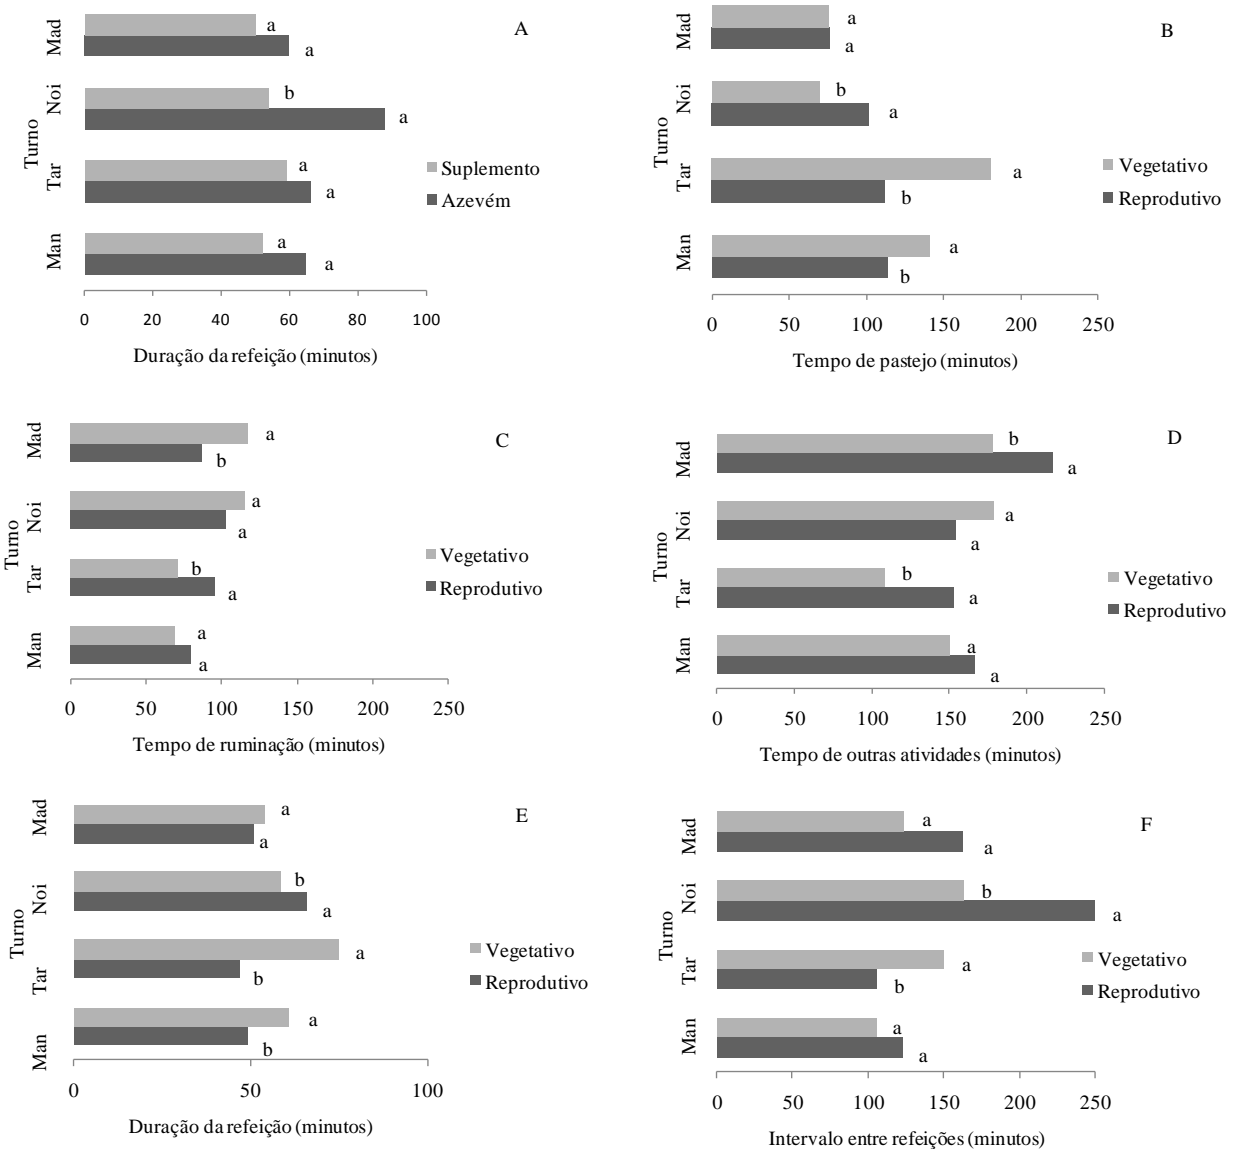 A
Mad
a
a
Noi
b
a
Tar
a
a
Man
a
a
Turno
Suplemento
Azevém
0 20 40 60 80 100
Duração da refeição (minutos)
B
Mad
a
a
Noi
b
a
Tar
a
b
Man
a
b
Turno
Vegetativo
Reprodutivo
0 50 100 150 200 250
Tempo de pastejo (minutos)
C
Mad
a
b
Noi
a
a
Tar
b
a
Man
a
a
Turno
Vegetativo
Reprodutivo
0 50 100 150 200 250
Tempo de ruminação (minutos)
D
Mad
b
a
Noi
a
a
Tar
b
a
Man
a
a
Turno
Vegetativo
Reprodutivo
0 50 100 150 200 250
Tempo de outras atividades (minutos)
E
Mad
a
a
Noi
b
a
Tar
a
b
Man
a
b
Turno
Vegetativo
Reprodutivo
0 50 100
Duração da refeição (minutos)
F
Mad
a
a
Noi
b
a
Tar
a
b
Man
a
a
Turno
Vegetativo
Reprodutivo
0 50 100 150 200 250
Intervalo entre refeições (minutos)